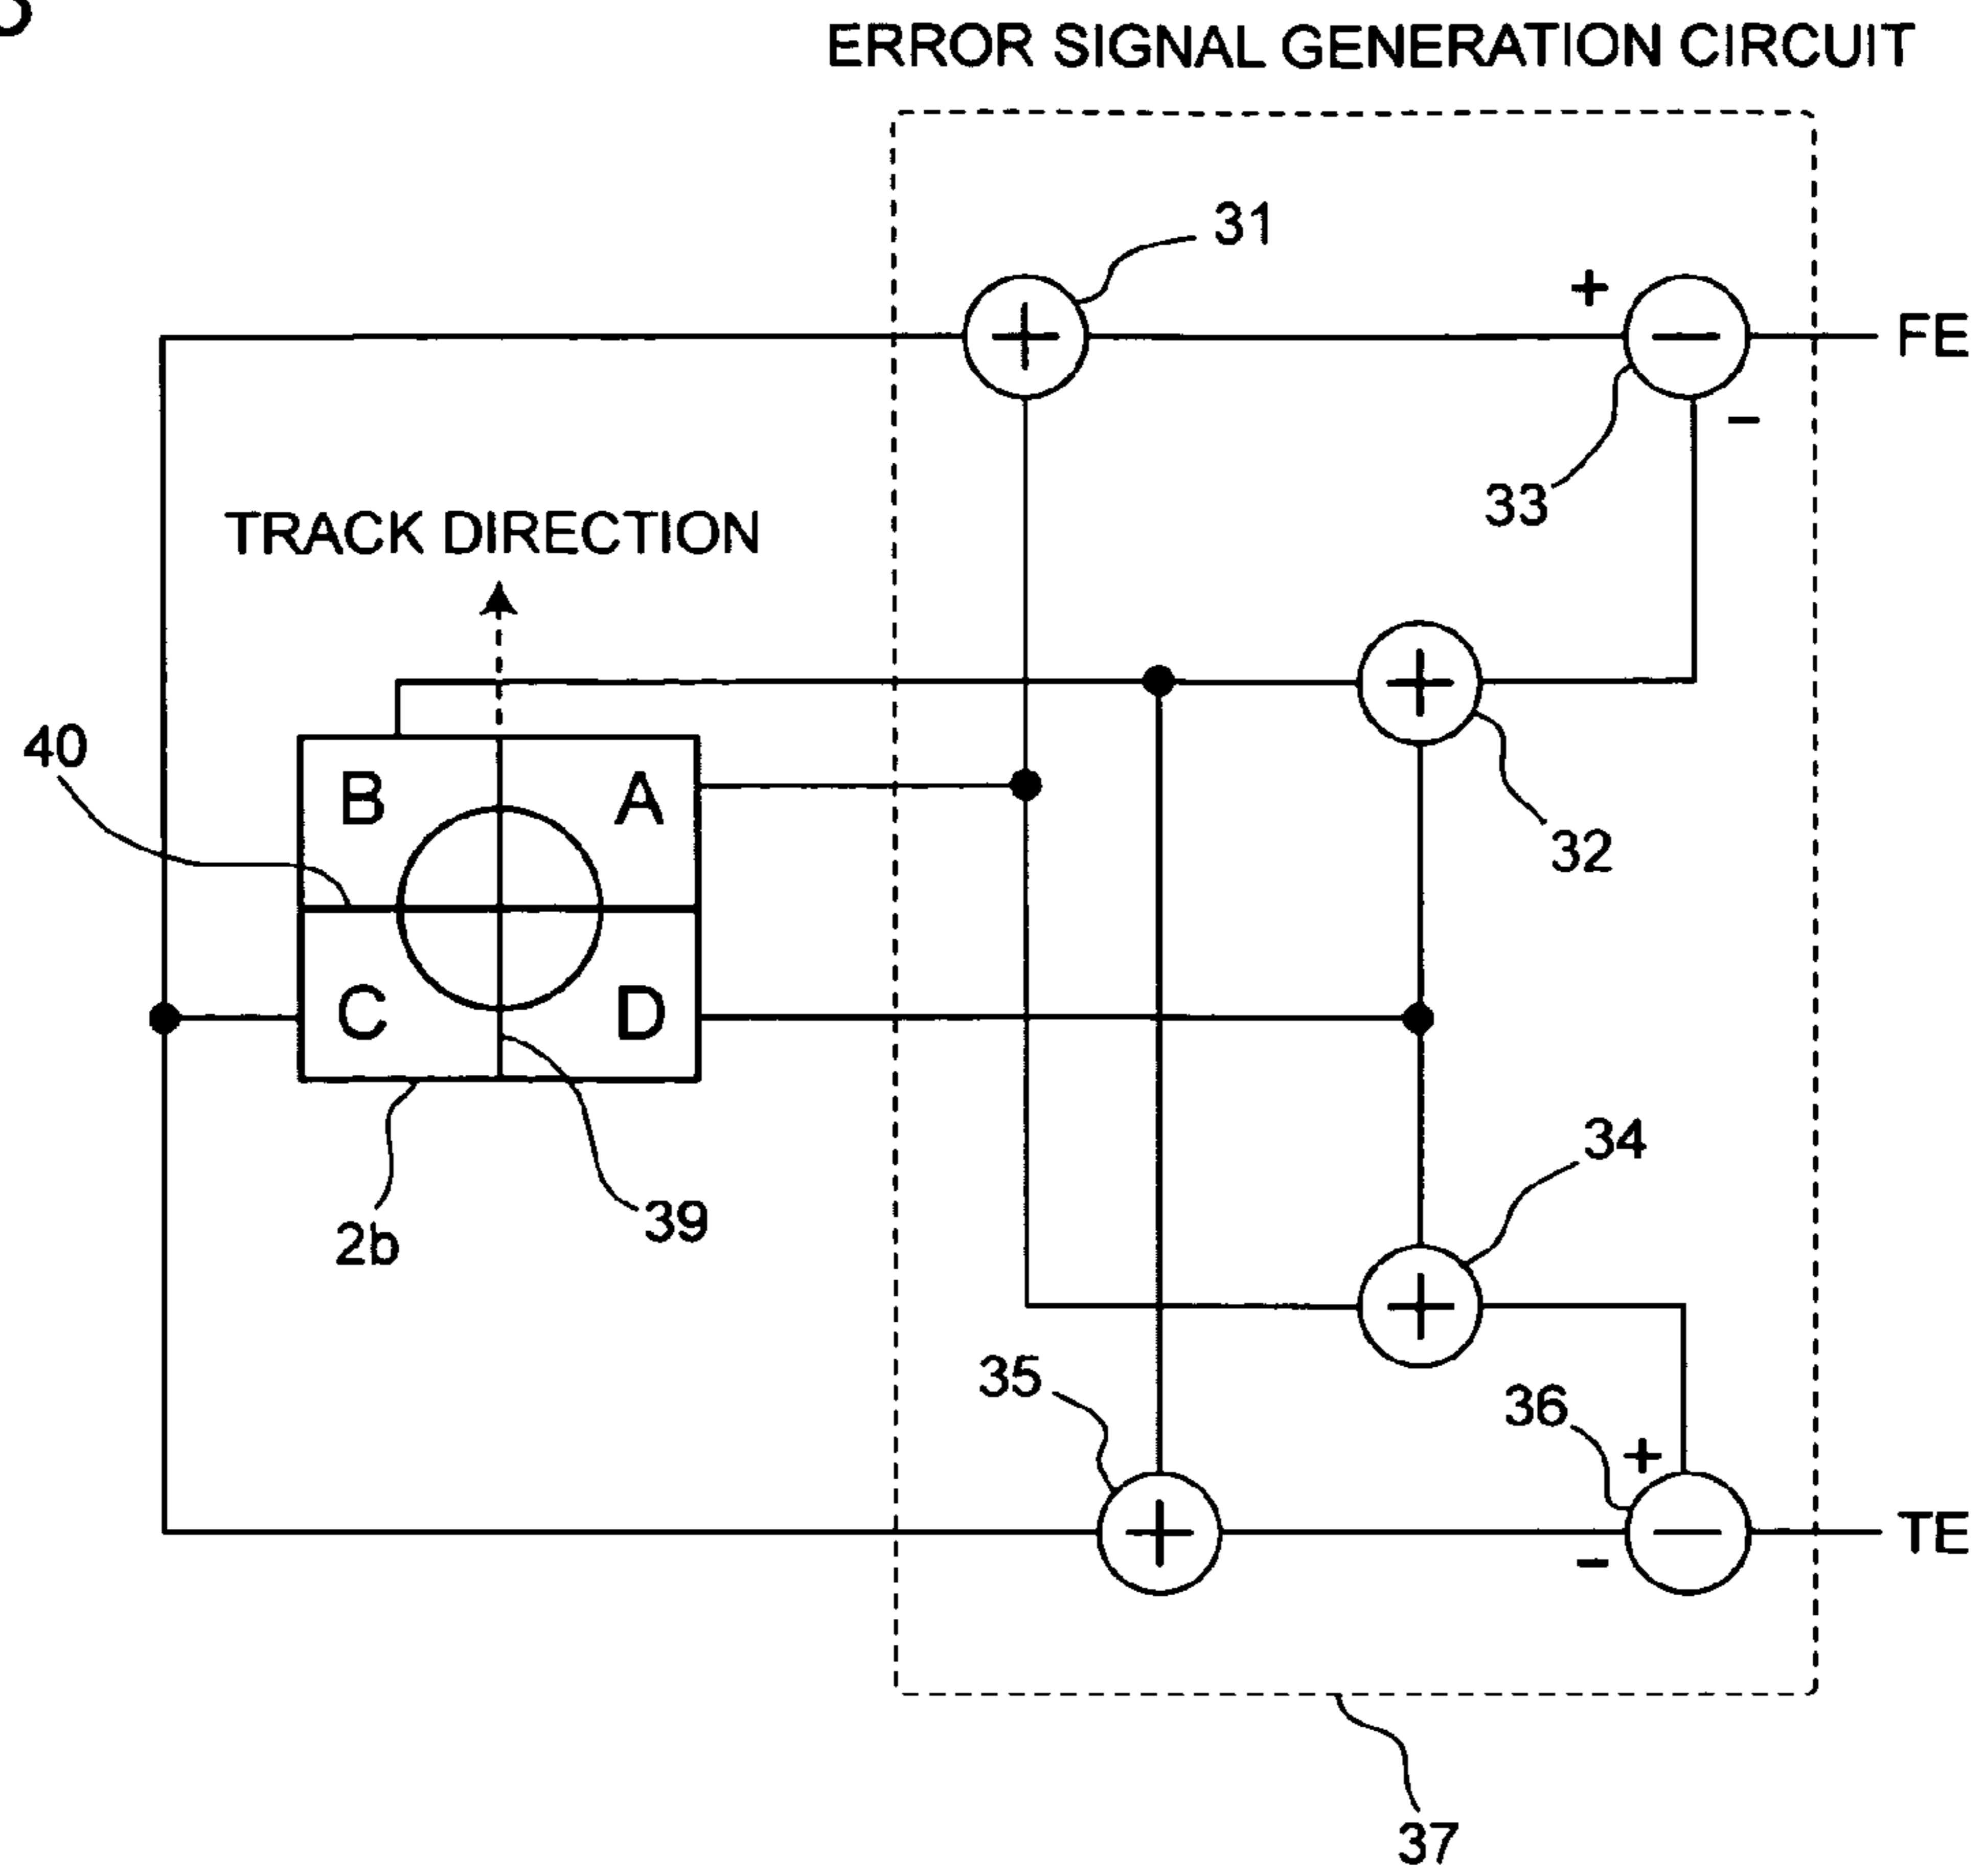 ERROR SIGNAL GENERATION CIRCUIT
31
+
+
−
FE
−
33
TRACK DIRECTION
+
40
B
A
32
C
D
34
39
2b
+
35
36
+
+
−
TE
−
37